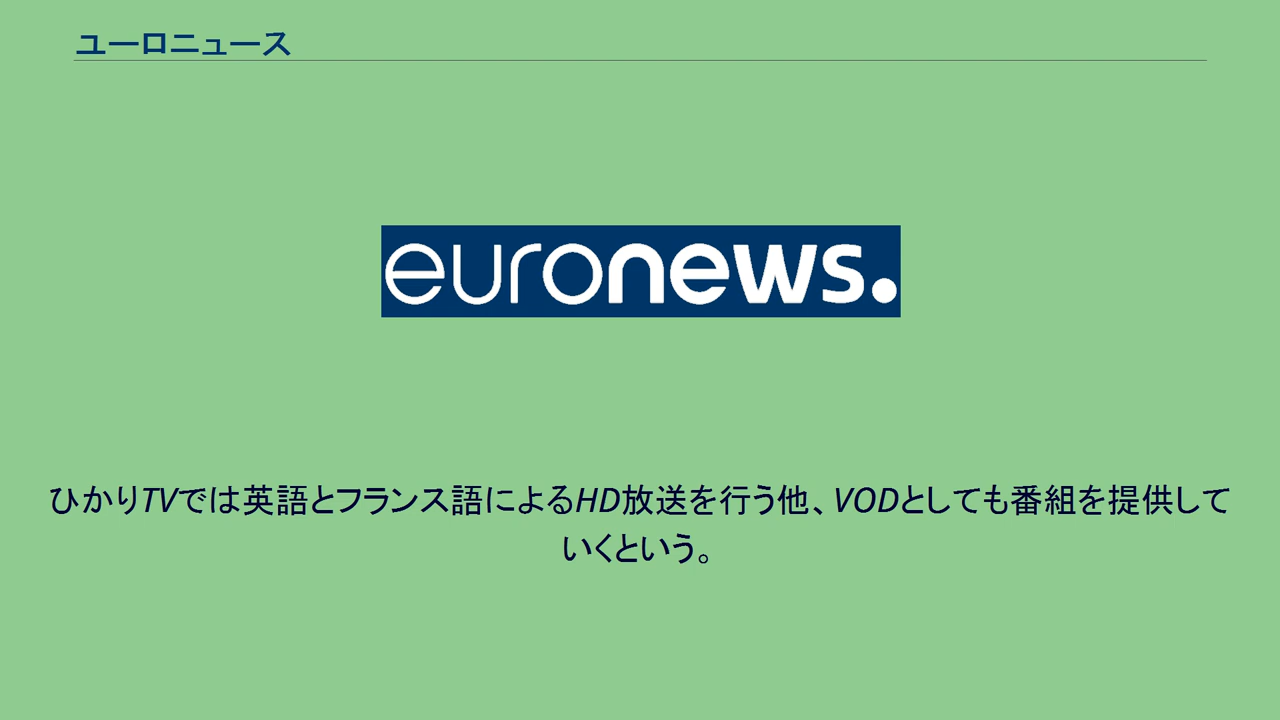 ユーロニュース
euronews.
ひかりTVでは英語とフランス語によるHD放送を行う他、VODとしても番組を提供して
いくという。